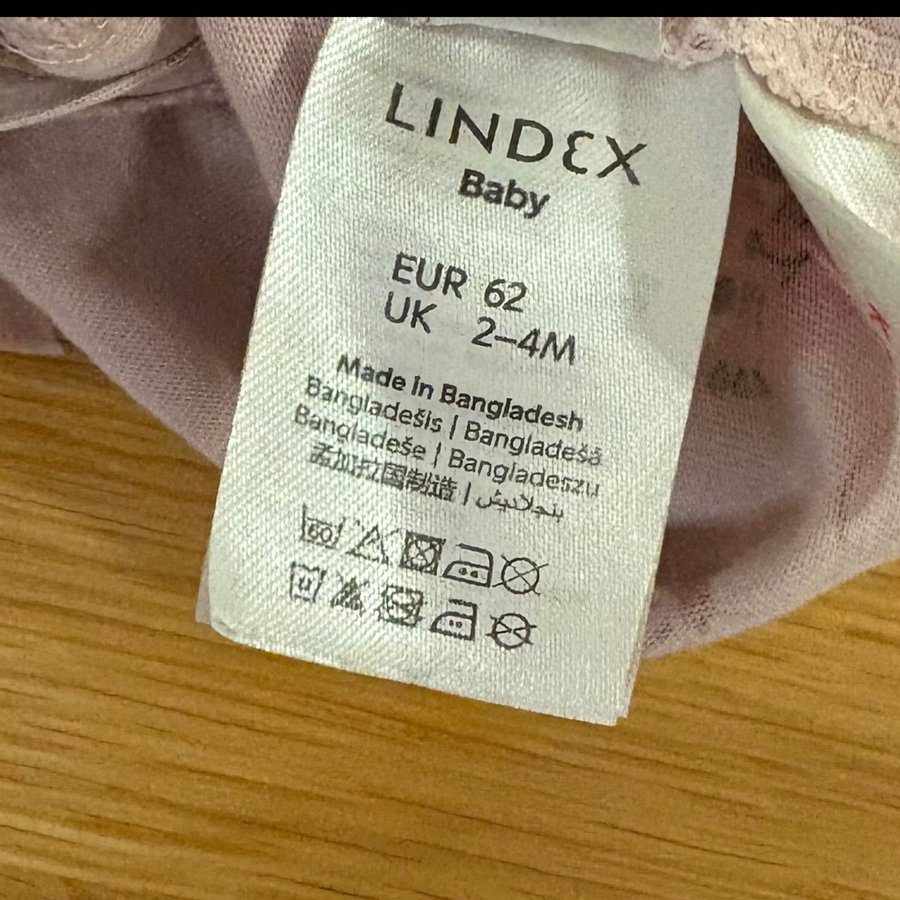 LINDEX
Baby
EUR 62
UK 2–4M
Made in Bangladesh
Bangladešis | Bangladešā
Bangladeše | Bangladeszu
孟加拉国制造 | بنجلاديش
60